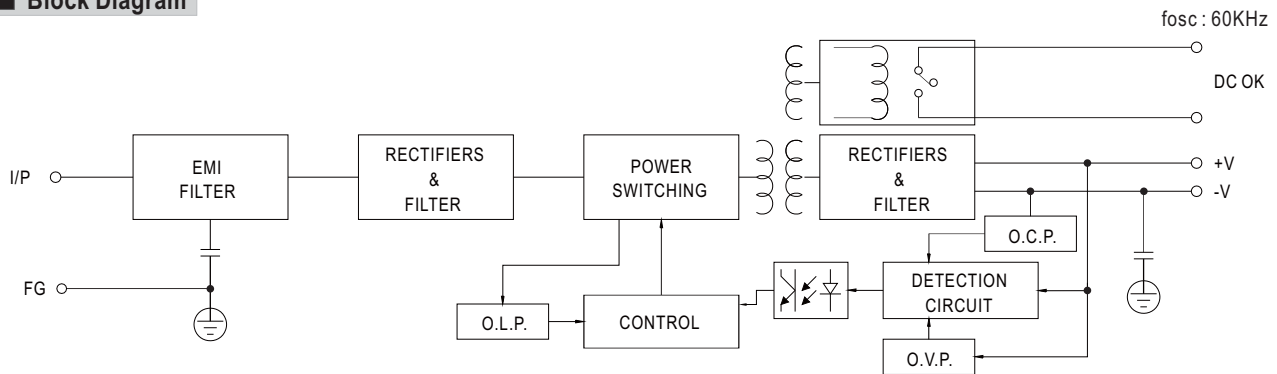 ■ Block Diagram
fosc : 60KHz
DC OK
I/P
EMI
FILTER
RECTIFIERS
&
FILTER
POWER
SWITCHING
RECTIFIERS
&
FILTER
+V
-V
O.C.P.
FG
O.L.P.
CONTROL
DETECTION
CIRCUIT
O.V.P.